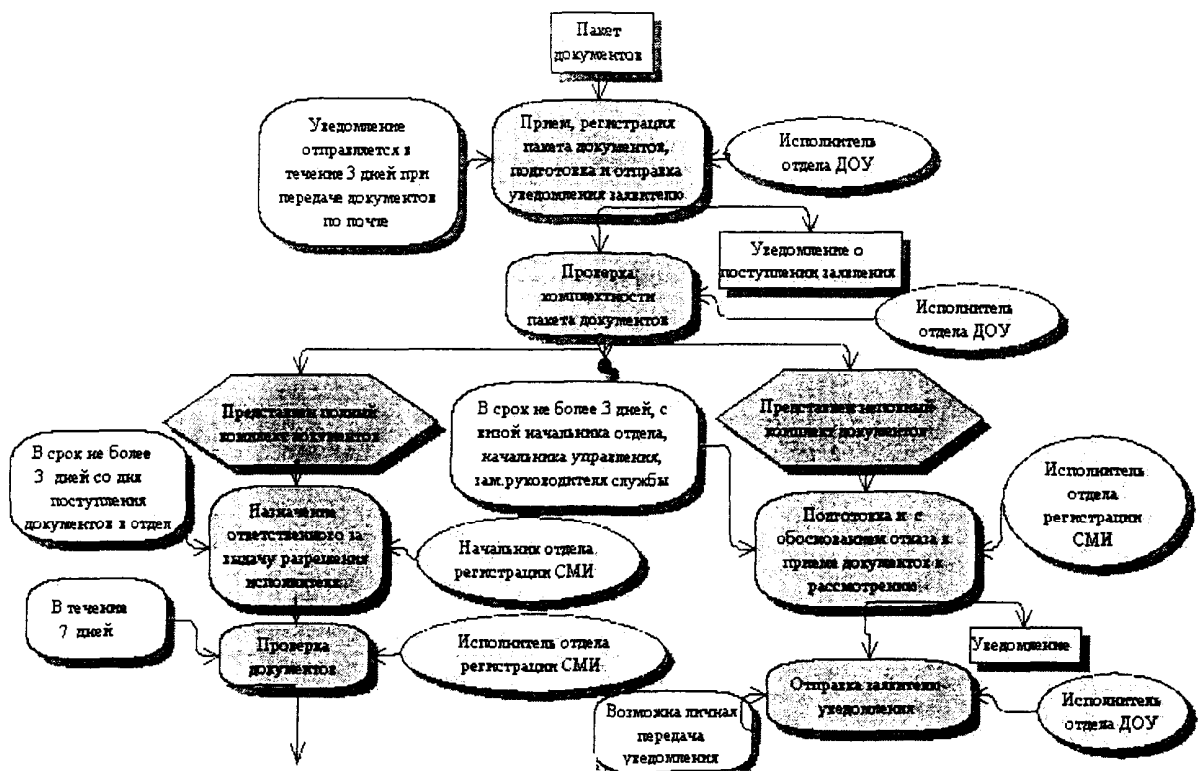 Пакет
документов
Уведомление
отправляется в
течение 3 дней при
передаче документов
по почте
Прием, регистрация
пакета документов,
подготовка и отправка
уведомления заявителю
Исполнитель
отдела ДОУ
Уведомление о
поступлении заявления
Проверка
комплектности
пакета документов
Исполнитель
отдела ДОУ
Представлен полный
комплект документов
В срок не более 3 дней, с
визой начальника отдела,
начальника управления,
зам.руководителя службы
Представлен неполный
комплект документов
В срок не более
3 дней со дня
поступления
документов в отдел
Назначение
ответственного за
выдачу разрешения
исполнителя
Начальник отдела
регистрации СМИ
Подготовка и с
обоснованием отказа в
приеме документов к
рассмотрению
Исполнитель
отдела
регистрации
СМИ
В течение
7 дней
Проверка
документов
Исполнитель отдела
регистрации СМИ
Уведомление
Отправка заявителю
уведомления
Возможна личная
передача
уведомления
Исполнитель
отдела ДОУ